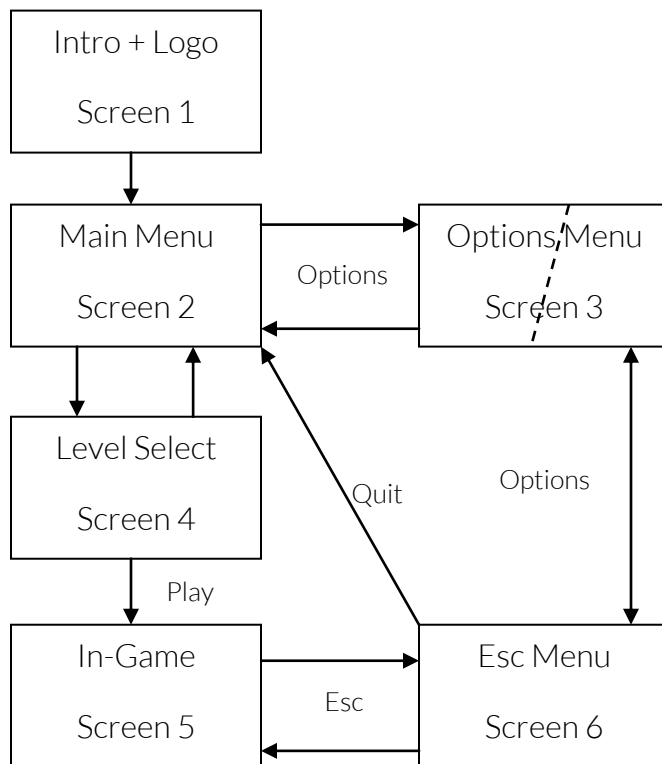 Intro + Logo
Screen 1
Main Menu
Screen 2
Options
Options Menu
Screen 3
Level Select
Screen 4
Quit
Options
Play
In-Game
Screen 5
Esc
Esc Menu
Screen 6